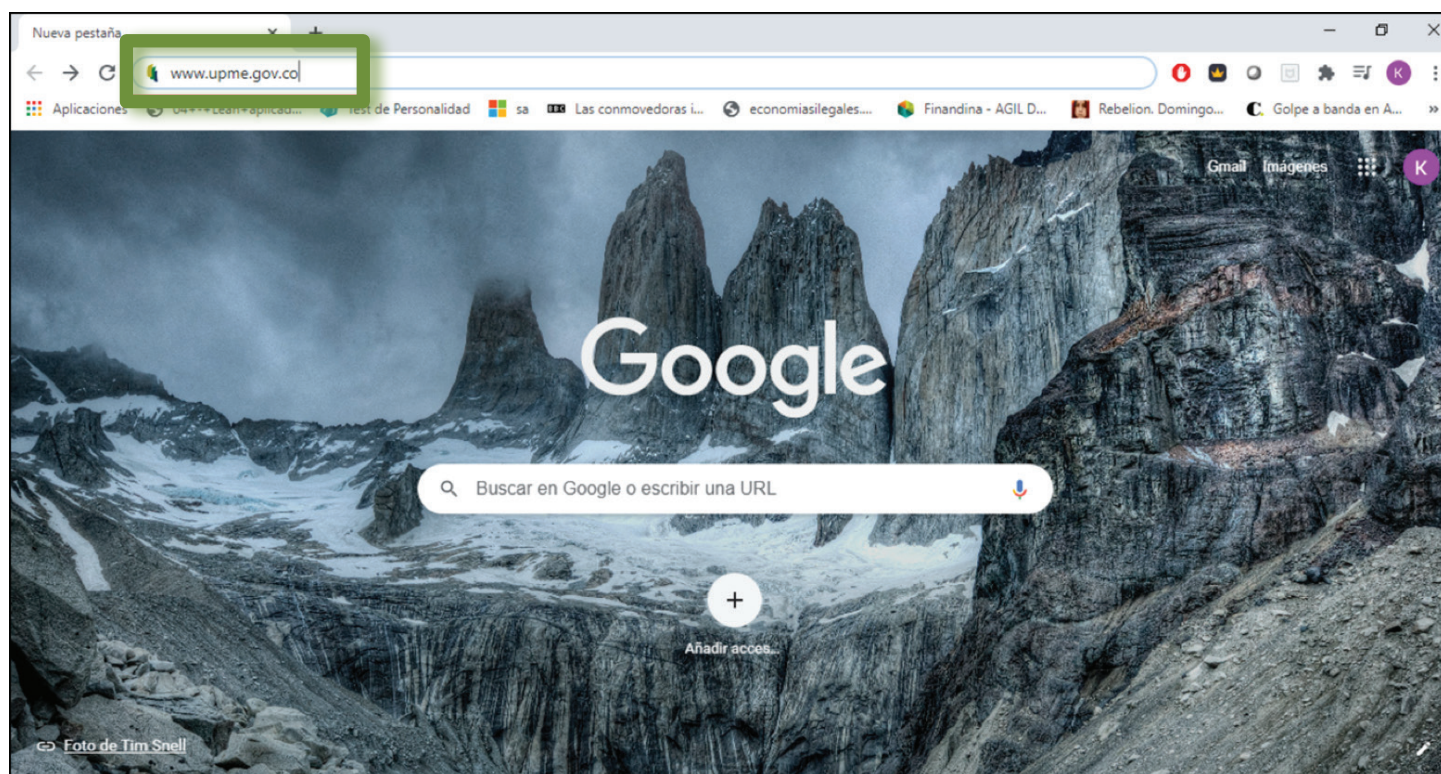 Nueva pestaña
www.upme.gov.co
Aplicaciones
Test de Personalidad
sa
BBC Las conmovedoras i...
economiasilegales....
Finandina - AGIL D...
Rebelion. Domingo...
C. Golpe a banda en A...
»
Gmail Imágenes
K
Google
Buscar en Google o escribir una URL
Añadir acces...
Foto de Tim Snell